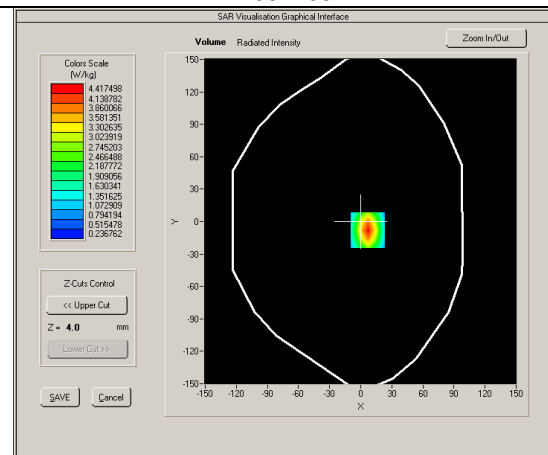 SAR Visualisation Graphical Interface
Volume Radiated Intensity
Zoom In/Out
Colors Scale
(W/kg)
4.417498
4.138782
3.860066
3.581351
3.302635
3.023919
2.745203
2.466488
2.187772
1.909056
1.630341
1.351625
1.072909
0.794194
0.515478
0.236762
Z-Cuts Control
<< Upper Cut
Z = 4.0 mm
Lower Cut >>
SAVE Cancel
150
120
90
60
30
0
-30
-60
-90
-120
-150
Y
-150 -120 -90 -60 -30 0 30 60 90 120 150
X